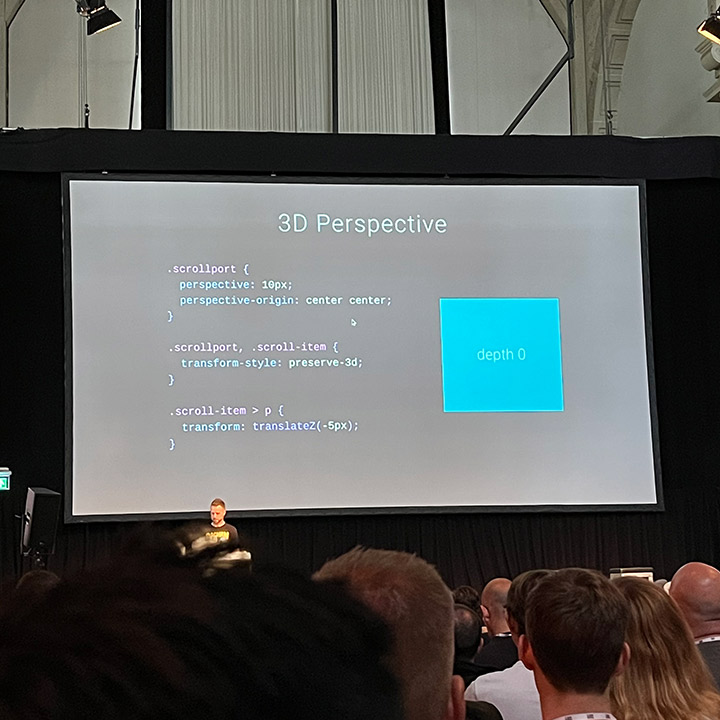 3D Perspective
.scrollport {
perspective: 10px;
perspective-origin: center center;
}
.scrollport, .scroll-item {
transform-style: preserve-3d;
}
.scroll-item > p {
transform: translateZ(-5px);
}
depth 0